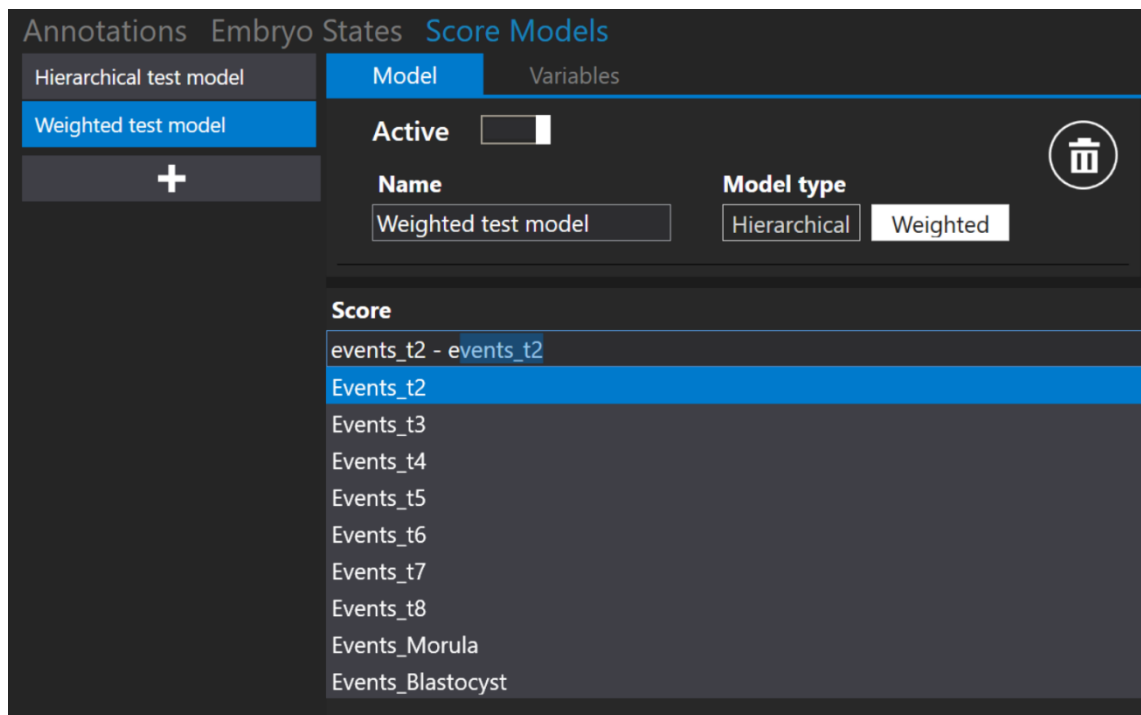 Annotations Embryo States Score Models
Hierarchical test model
Weighted test model
Model Variables
Active
Name Model type
Weighted test model Hierarchical Weighted
Score
events_t2 - events_t2
Events_t2
Events_t3
Events_t4
Events_t5
Events_t6
Events_t7
Events_t8
Events_Morula
Events_Blastocyst